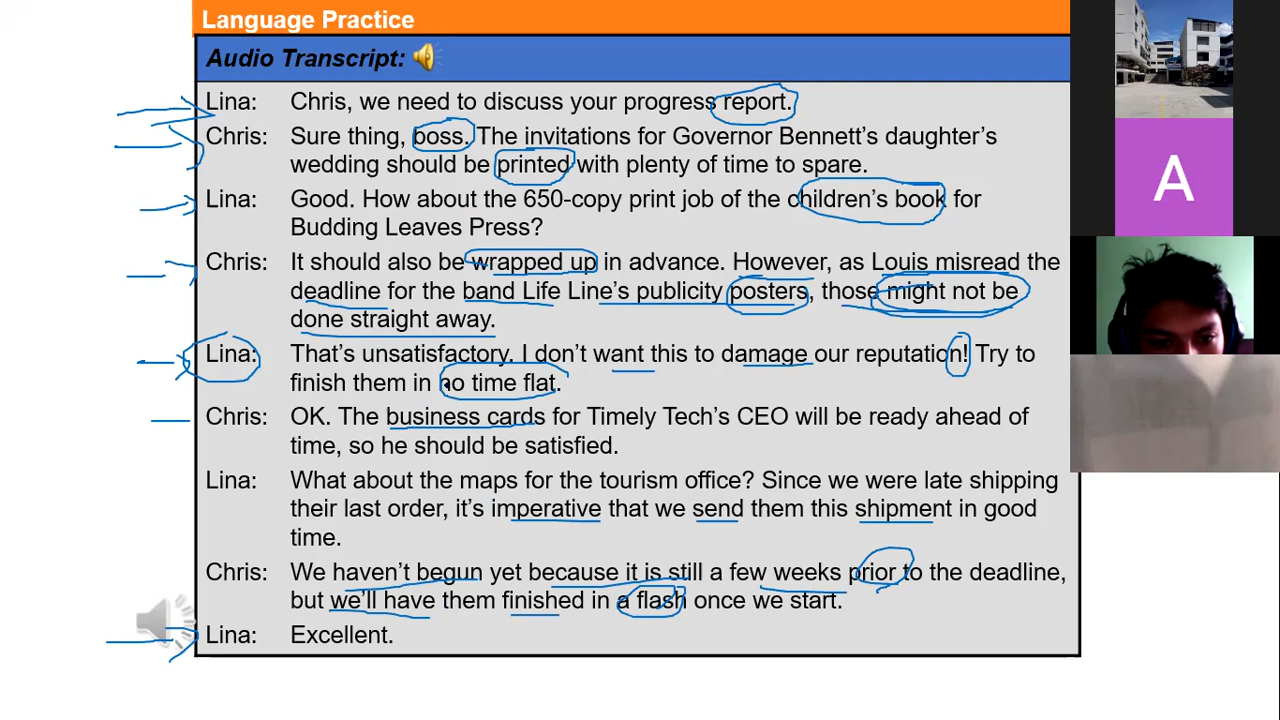 Language Practice
Audio Transcript:
Lina: Chris, we need to discuss your progress report.
Chris: Sure thing, boss. The invitations for Governor Bennett's daughter's
wedding should be printed with plenty of time to spare.
Lina: Good. How about the 650-copy print job of the children's book for
Budding Leaves Press?
Chris: It should also be wrapped up in advance. However, as Louis misread the
deadline for the band Life Line's publicity posters, those might not be
done straight away.
Lina: That's unsatisfactory. I don't want this to damage our reputation! Try to
finish them in no time flat.
Chris: OK. The business cards for Timely Tech's CEO will be ready ahead of
time, so he should be satisfied.
Lina: What about the maps for the tourism office? Since we were late shipping
their last order, it's imperative that we send them this shipment in good
time.
Chris: We haven't begun yet because it is still a few weeks prior to the deadline,
but we'll have them finished in a flash once we start.
Lina: Excellent.
A